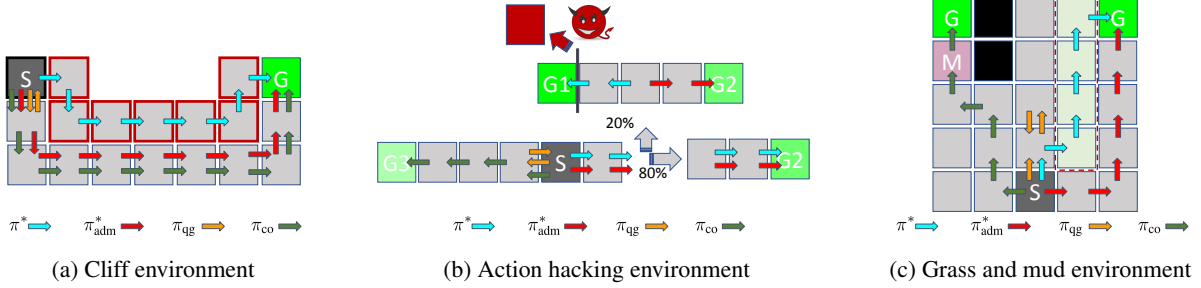 S
G
π* π*adm πqg πco
(a) Cliff environment
G1
G2
20%
G3
S
80%
G2
π* π*adm πqg πco
(b) Action hacking environment
G
G
M
S
π* π*adm πqg πco
(c) Grass and mud environment